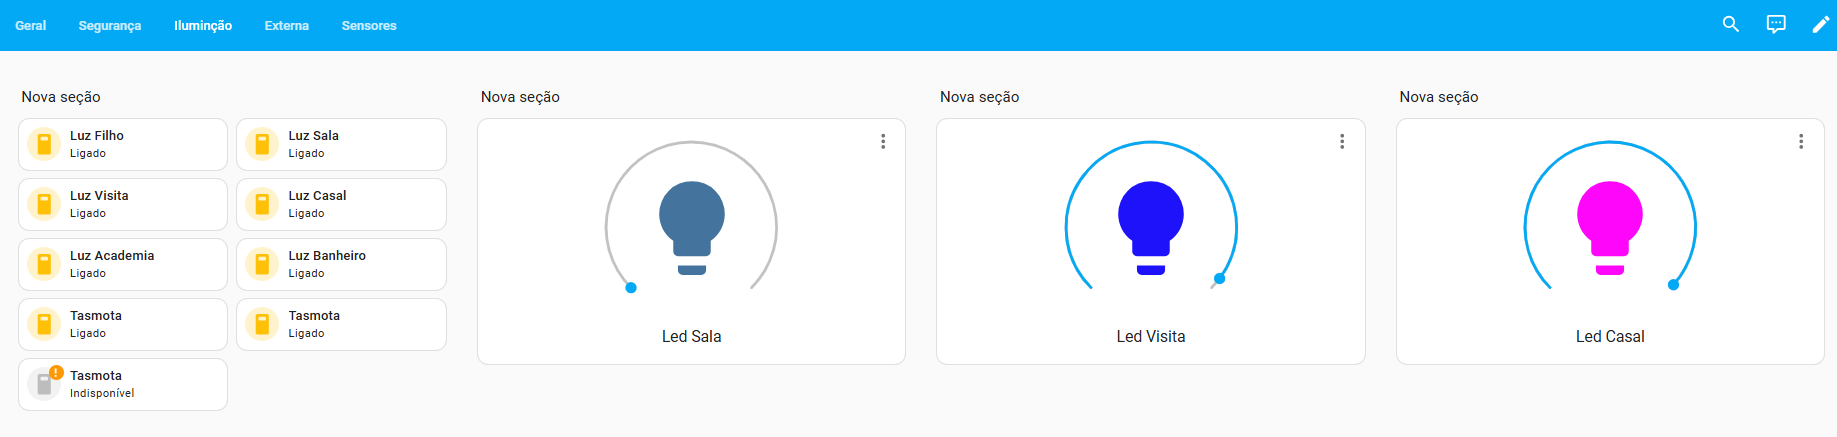 Geral Segurança Iluminção Externa Sensores
Nova seção
Luz Filho
Ligado
Luz Sala
Ligado
Luz Visita
Ligado
Luz Casal
Ligado
Luz Academia
Ligado
Luz Banheiro
Ligado
Tasmota
Ligado
Tasmota
Ligado
Tasmota
Indisponível
Nova seção
Led Sala
Nova seção
Led Visita
Nova seção
Led Casal